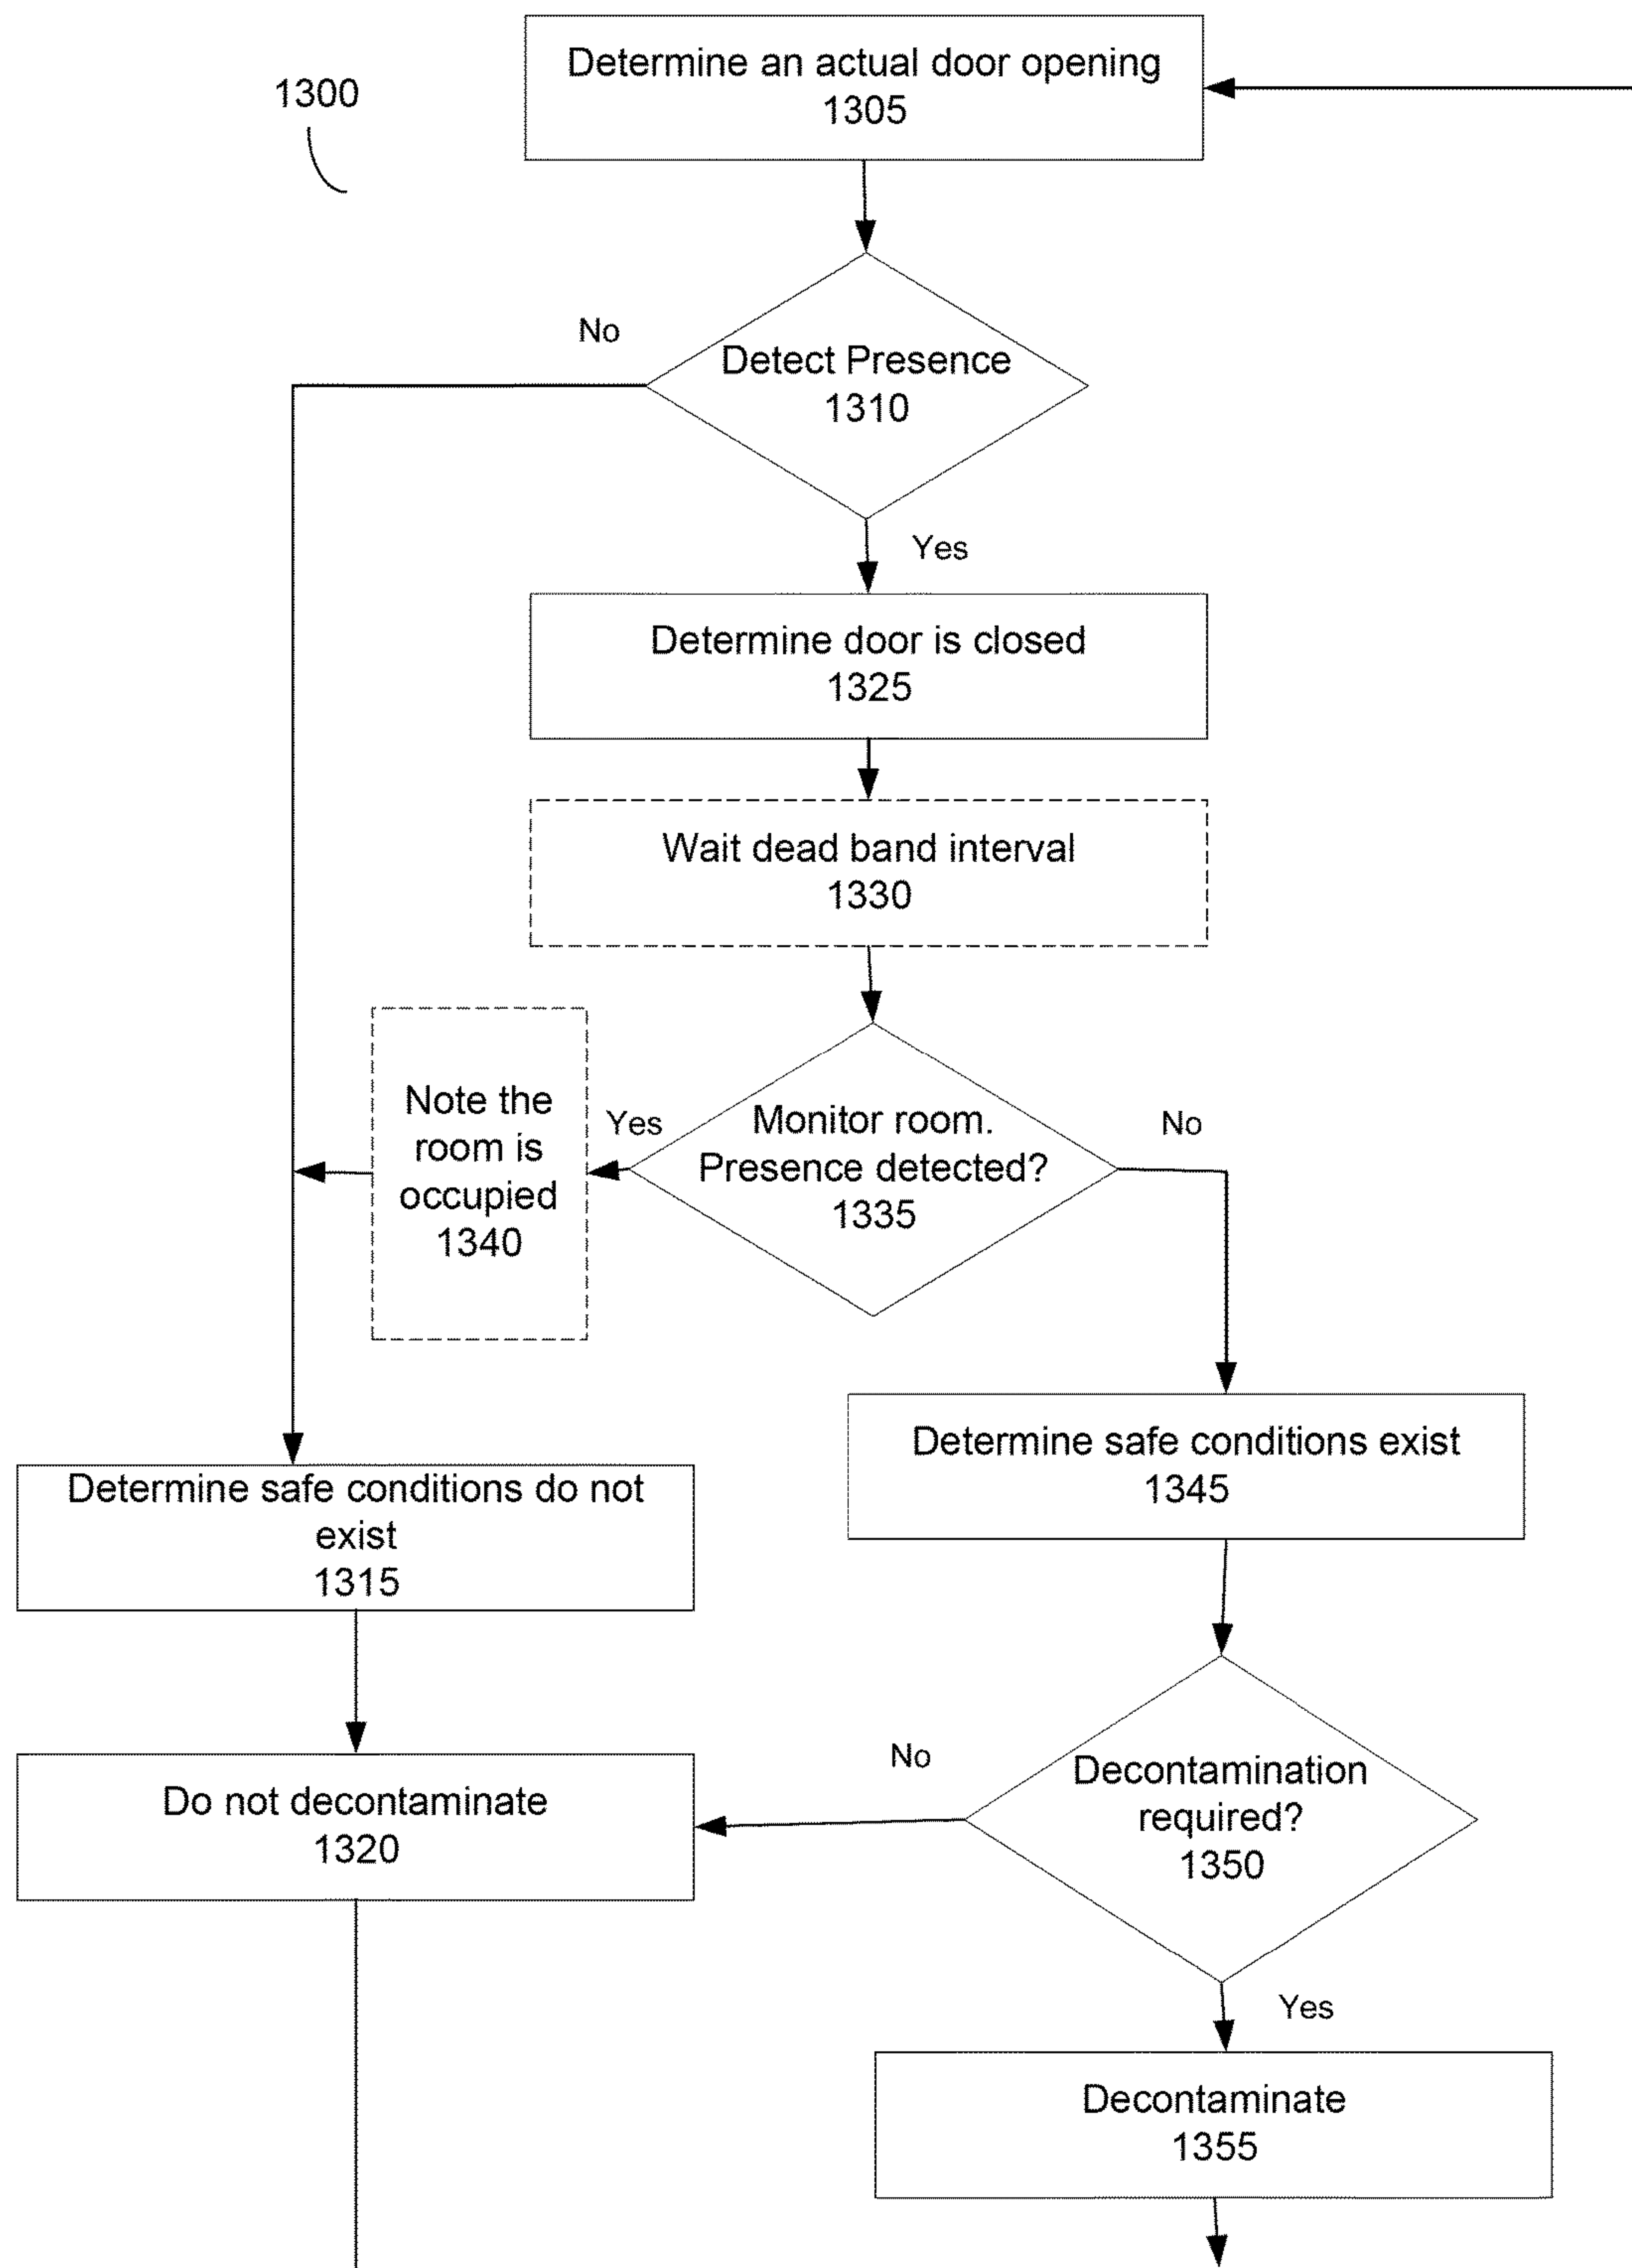 1300
Determine an actual door opening
1305
No
Detect Presence
1310
Yes
Determine door is closed
1325
Wait dead band interval
1330
Note the
room is
occupied
1340
Yes
Monitor room.
Presence detected?
1335
No
Determine safe conditions exist
1345
Determine safe conditions do not
exist
1315
Do not decontaminate
1320
No
Decontamination
required?
1350
Yes
Decontaminate
1355